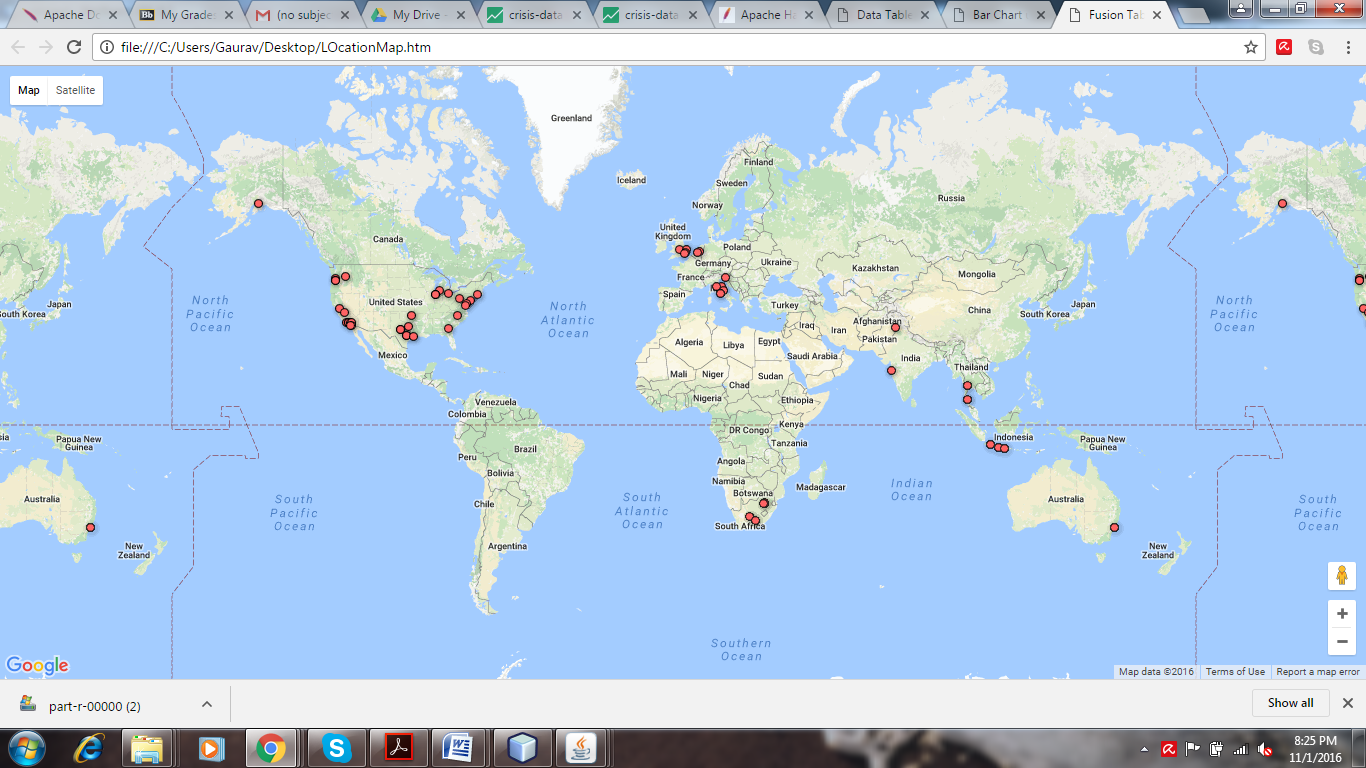 Apache Do
My Grades
(no subjec
My Drive -
crisis-data
crisis-data
Apache H
Data Table
Bar Chart
Fusion Tab
file:///C:/Users/Gaurav/Desktop/LOcationMap.htm
Map Satellite
Greenland
Iceland
Finland
Sweden
Norway
Russia
United
Kingdom
Canada
Poland
Germany
Ukraine
France
Kazakhstan
Mongolia
Spain
Turkey
United States
Japan
South Korea
China
South Korea
Japan
North
Pacific
Ocean
North
Atlantic
Ocean
North
Pacific
Ocean
Iraq
Iran
Afghanistan
Pakistan
Algeria
Libya
Egypt
Mexico
Saudi Arabia
India
Thailand
Mali
Niger
Chad
Sudan
Nigeria
Ethiopia
Venezuela
Colombia
DR Congo
Kenya
Tanzania
Indonesia
Papua New
Guinea
Papua New
Guinea
Brazil
Peru
Angola
Bolivia
Namibia
Botswana
Madagascar
Indian
Ocean
Australia
Australia
South
Pacific
Ocean
South
Atlantic
Ocean
South
Pacific
Ocean
Chile
South Africa
Argentina
New
Zealand
New
Zealand
Southern
Ocean
Google
Map data ©2016 Terms of Use Report a map error
part-r-00000 (2)
Show all
8:25 PM
11/1/2016